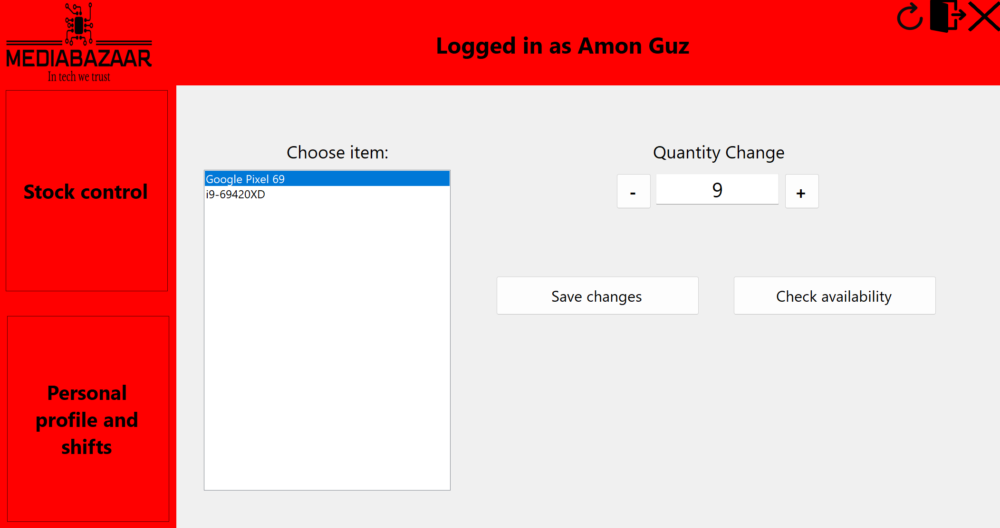 MEDIABAZAAR
In tech we trust
Logged in as Amon Guz
Stock control
Personal
profile and
shifts
Choose item:
Google Pixel 69
i9-69420XD
Quantity Change
-
9
+
Save changes
Check availability